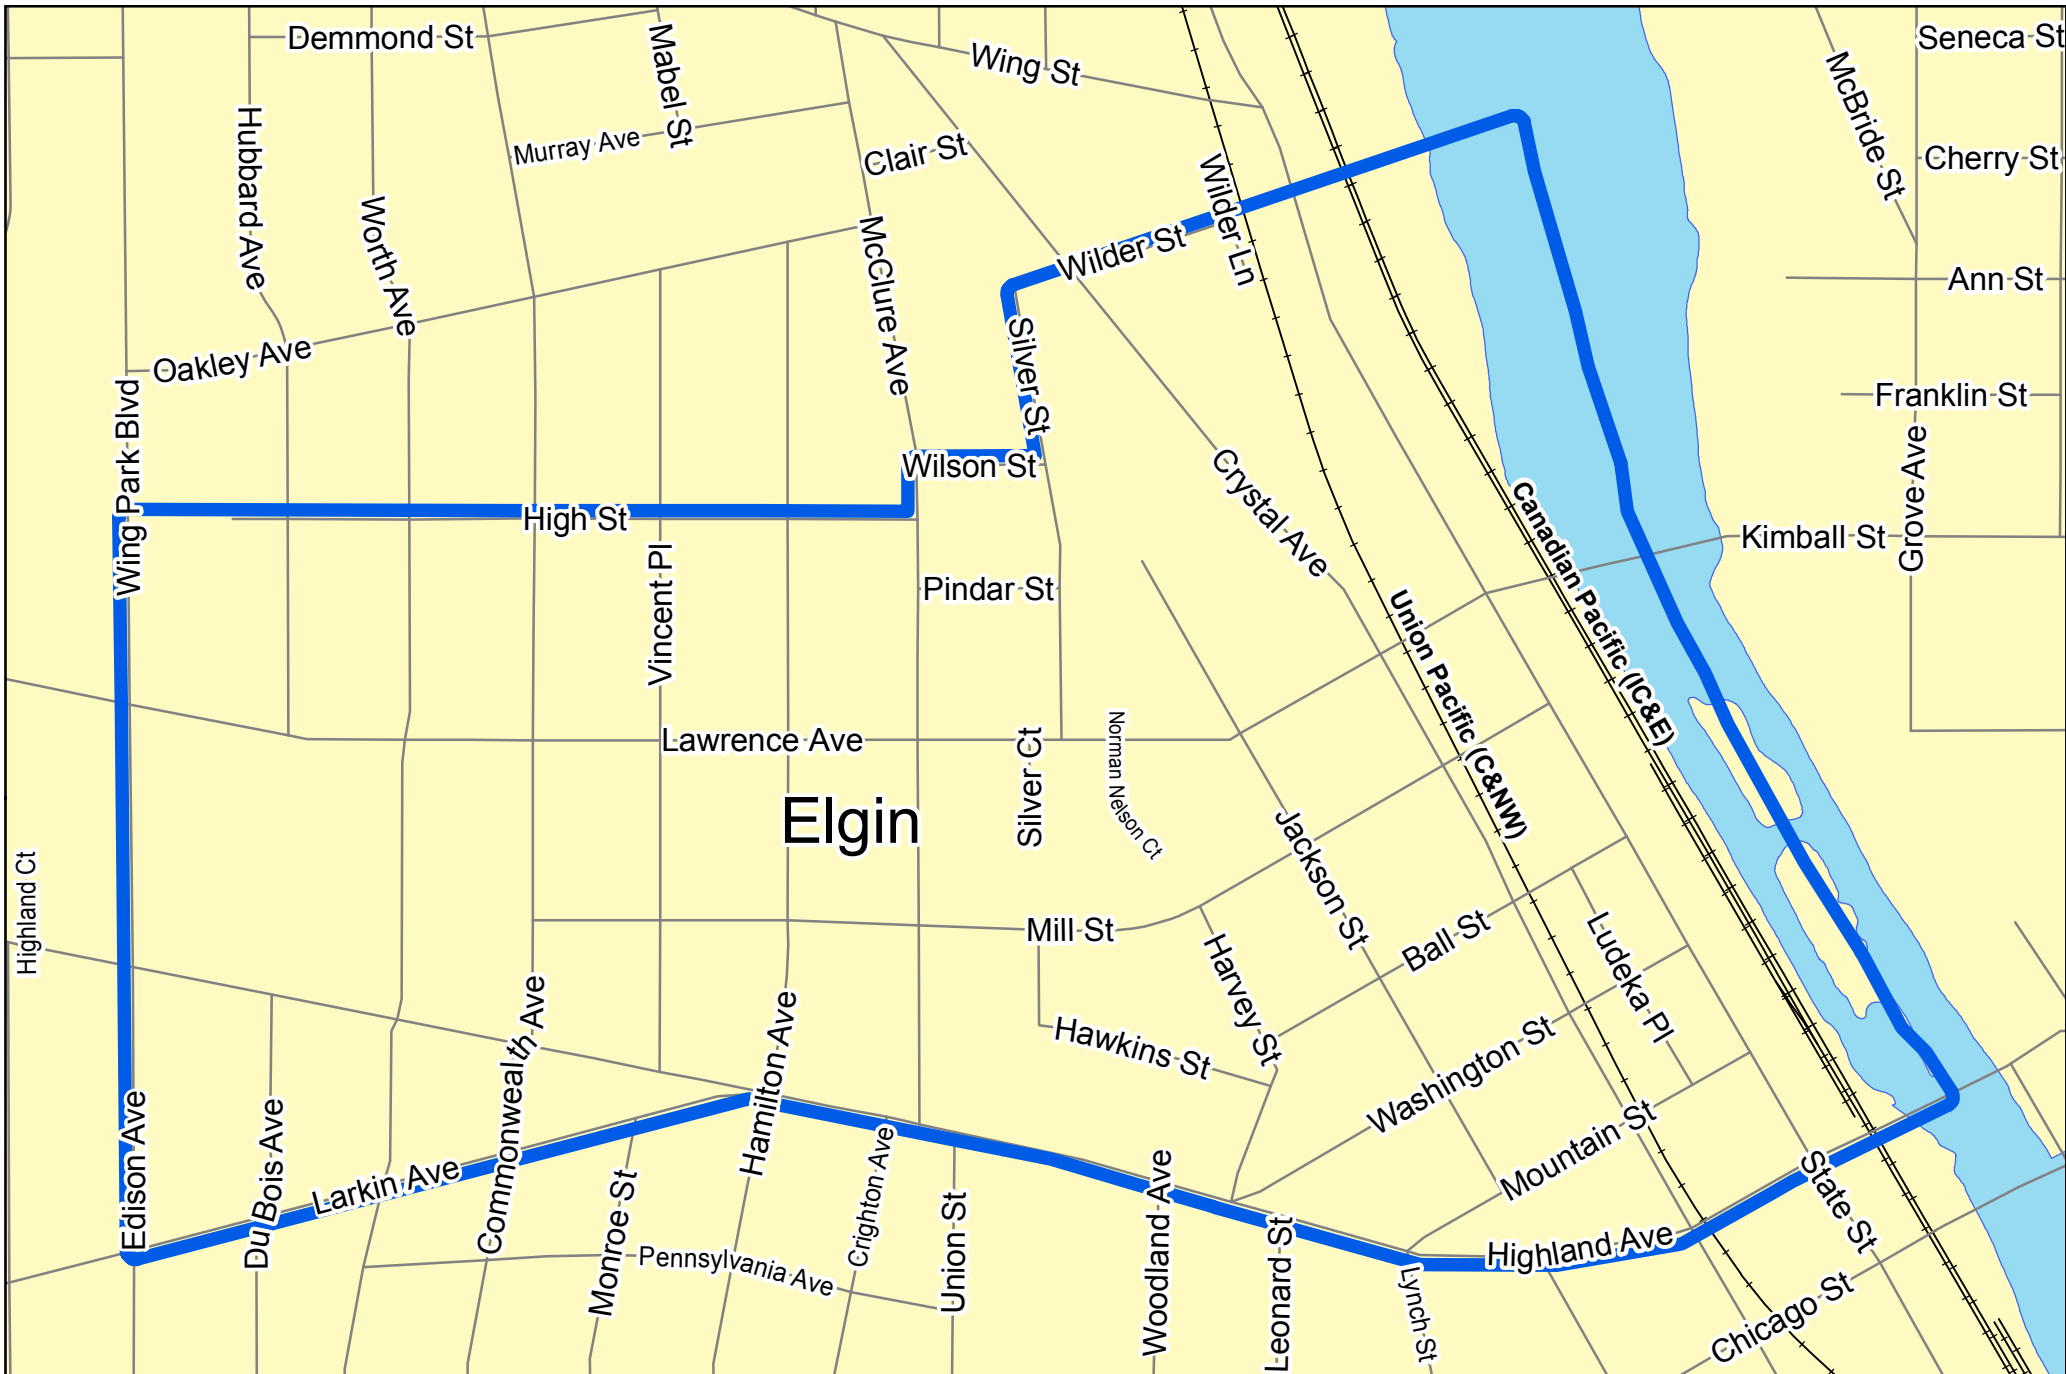 Demmond St
Mabel St
Wing St
Seneca St
McBride St
Hubbard Ave
Murray Ave
Clair St
Cherry St
Worth Ave
Wilder Ln
McClure Ave
Wilder St
Ann St
Oakley Ave
Silver St
Franklin St
Wing Park Blvd
Wilson St
Crystal Ave
Grove Ave
High St
Canadian Pacific (IC&E)
Kimball St
Vincent Pl
Pindar St
Union Pacific (C&NW)
Lawrence Ave
Silver Ct
Norman Nelson Ct
Elgin
Jackson St
Highland Ct
Mill St
Harvey St
Ball St
Ludeka Pl
Commonwealth Ave
Hamilton Ave
Hawkins St
Washington St
Edison Ave
Du Bois Ave
Larkin Ave
Monroe St
Crighton Ave
Union St
Woodland Ave
Mountain St
State St
Leonard St
Highland Ave
Pennsylvania Ave
Lynch St
Chicago St